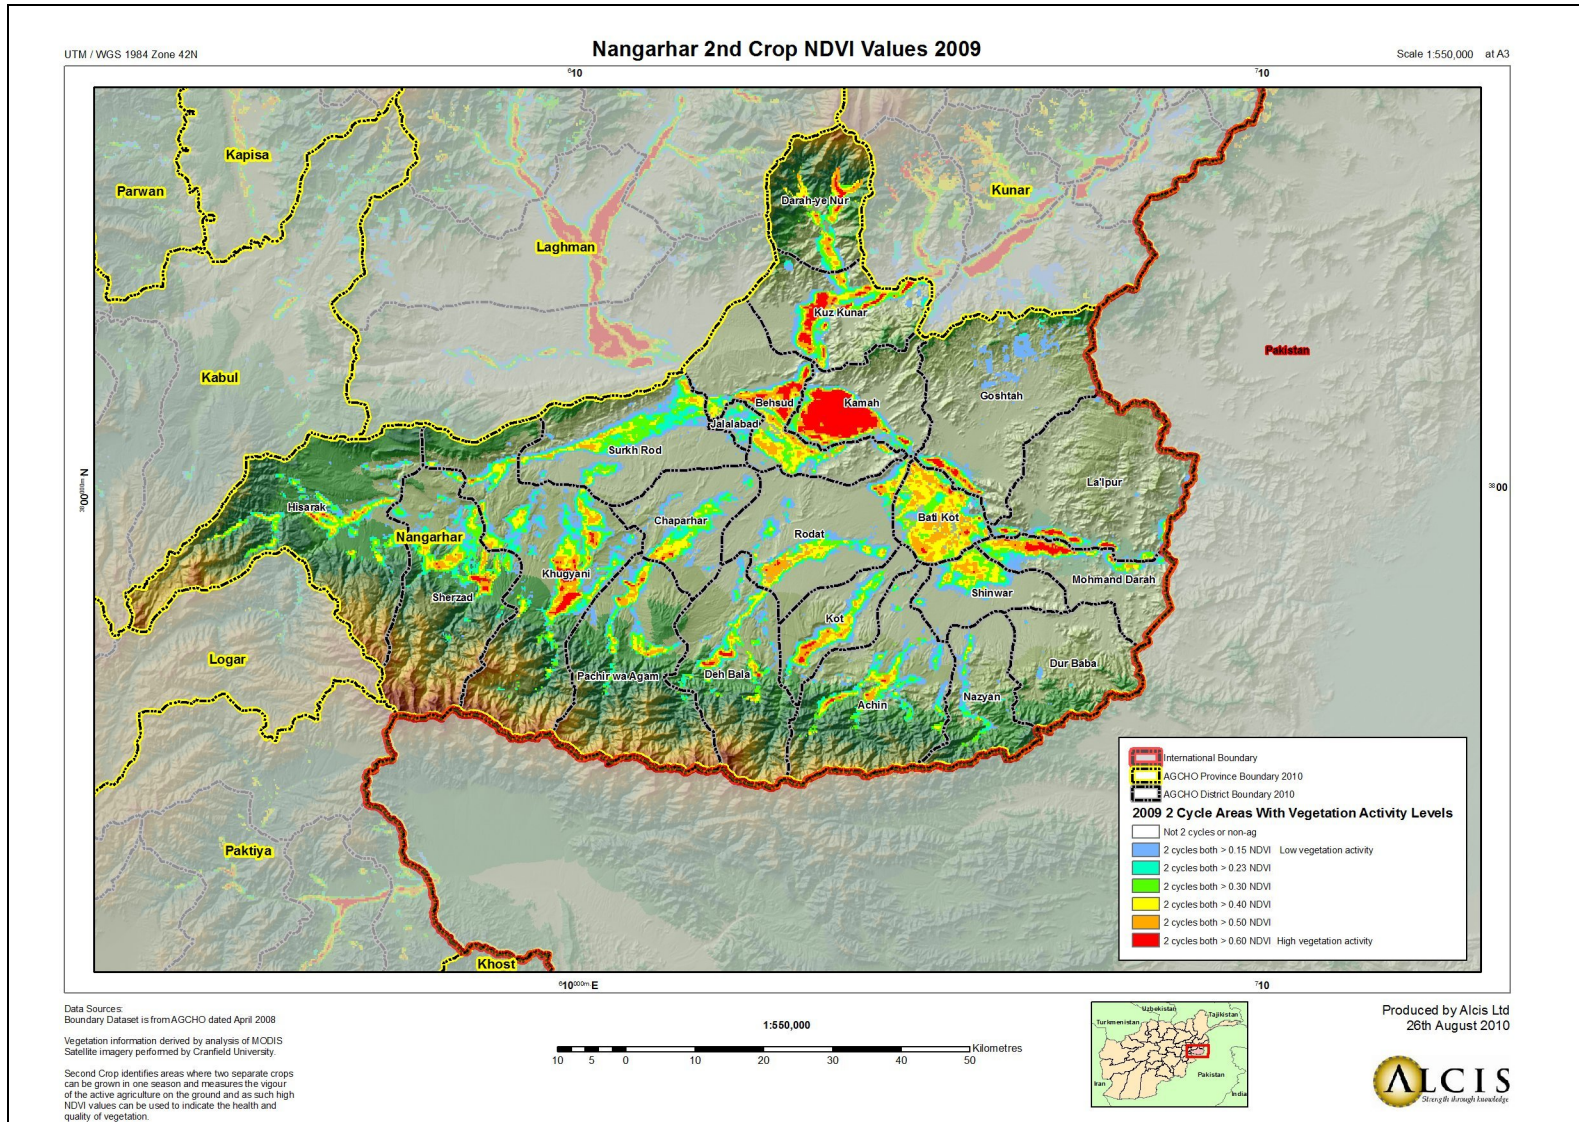 UTM / WGS 1984 Zone 42N
Nangarhar 2nd Crop NDVI Values 2009
Scale 1:550,000 at A3
610
710
Kapisa
Parwan
Kunar
Darah-ye Nur
Laghman
Kuz Kunar
Pakistan
Kabul
Goshtah
Behsud
Kamah
Jalalabad
Surkh Rod
La'lpur
3800000m. N
3800
Hisarak
Chaparhar
Bati Kot
Nangarhar
Rodat
Khugyani
Mohmand Darah
Sherzad
Shinwar
Kot
Logar
Dur Baba
Pachir wa Agam
Deh Bala
Nazyan
Achin
International Boundary
AGCHO Province Boundary 2010
AGCHO District Boundary 2010
2009 2 Cycle Areas With Vegetation Activity Levels
Not 2 cycles or non-ag
2 cycles both > 0.15 NDVI Low vegetation activity
2 cycles both > 0.23 NDVI
2 cycles both > 0.30 NDVI
2 cycles both > 0.40 NDVI
2 cycles both > 0.50 NDVI
2 cycles both > 0.60 NDVI High vegetation activity
Paktiya
Khost
610000m. E
710
Data Sources:
Boundary Dataset is from AGCHO dated April 2008
Vegetation information derived by analysis of MODIS
Satellite imagery performed by Cranfield University.
Second Crop identifies areas where two separate crops
can be grown in one season and measures the vigour
of the active agriculture on the ground and as such high
NDVI values can be used to indicate the health and
quality of vegetation.
1:550,000
Kilometres
10 5 0 10 20 30 40 50
Uzbekistan
Tajikistan
Turkmenistan
Iran
Pakistan
India
Produced by Alcis Ltd
26th August 2010
ALCIS
Strength through knowledge